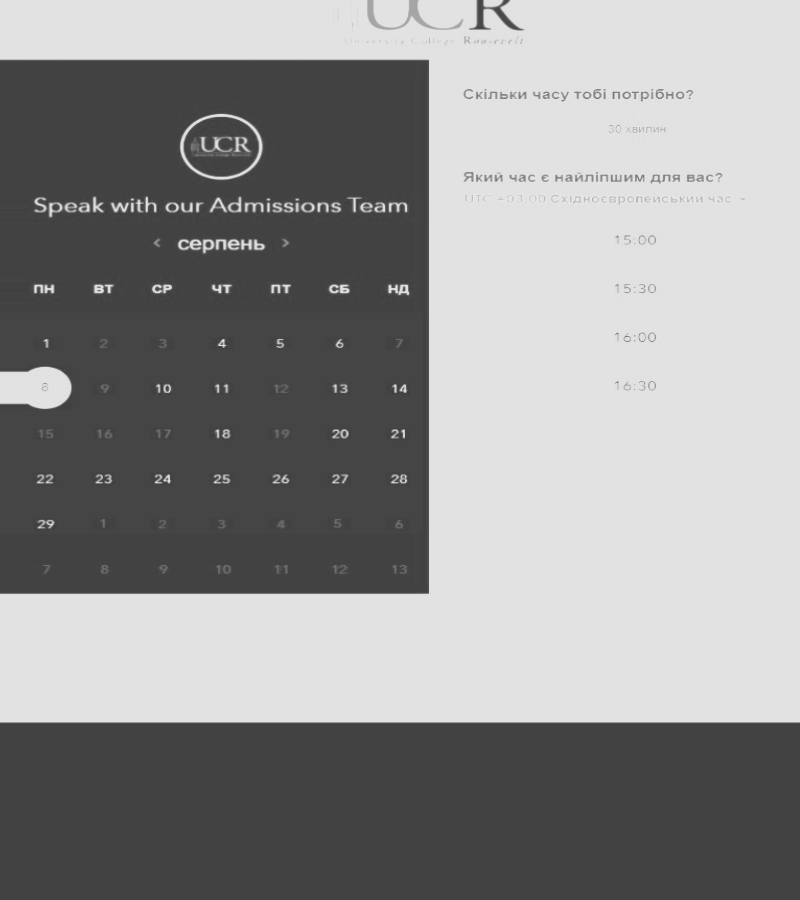 UCR
University College Roosevelt
UCR
Speak with our Admissions Team
< серпень >
ПН ВТ СР ЧТ ПТ СБ НД
1 2 3 4 5 6 7
8 9 10 11 12 13 14
15 16 17 18 19 20 21
22 23 24 25 26 27 28
29 1 2 3 4 5 6
7 8 9 10 11 12 13
Скільки часу тобі потрібно?
30 хвилин
Який час є найліпшим для вас?
UTC +03:00 Східноєвропейський час
15:00
15:30
16:00
16:30